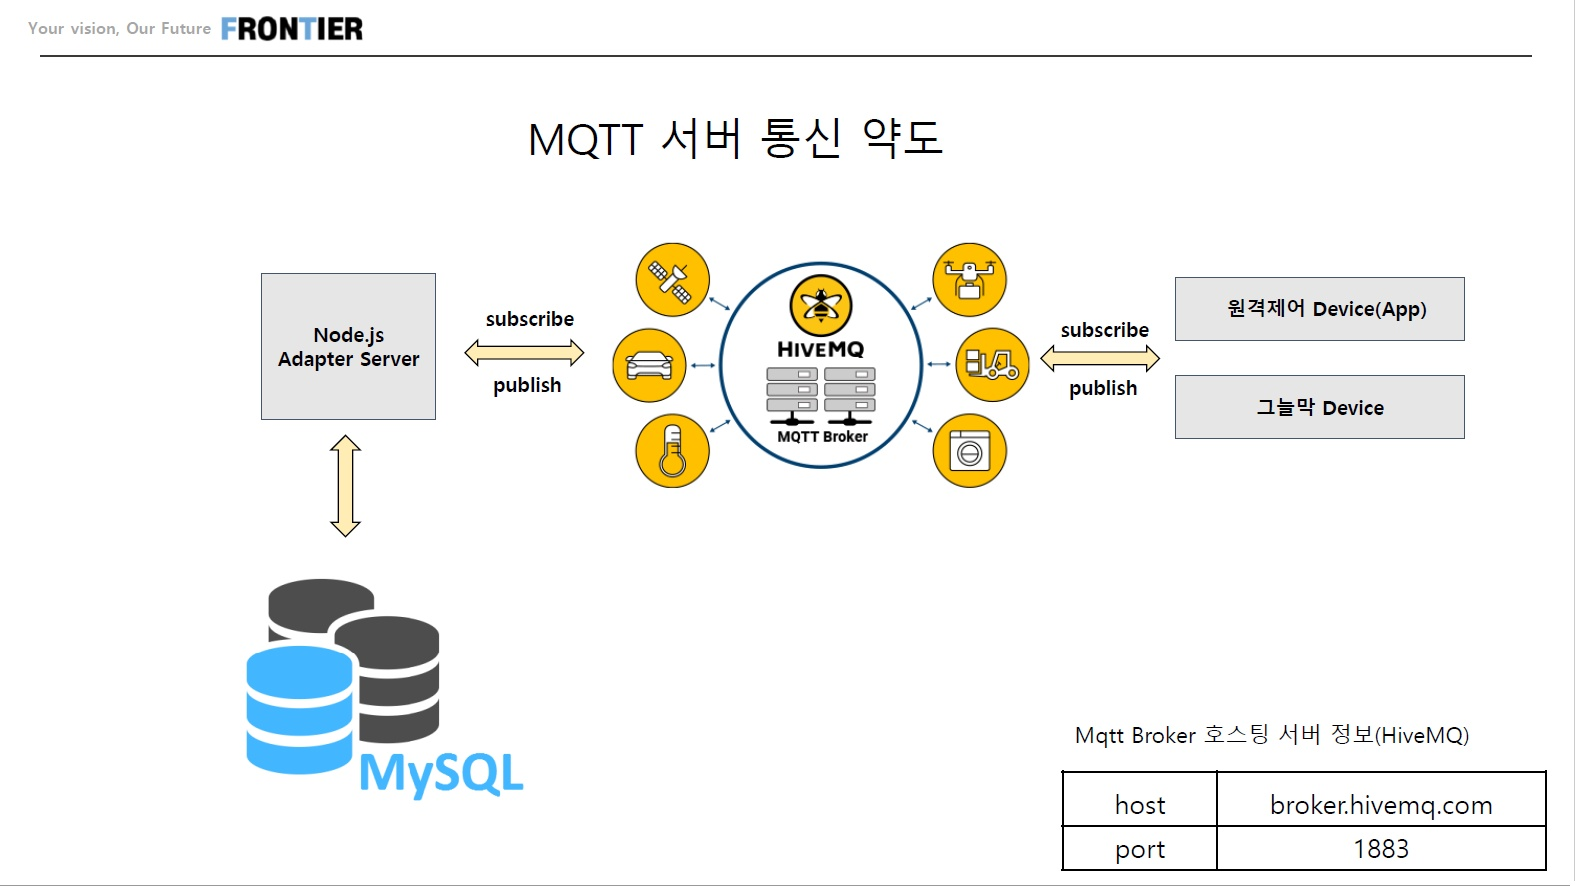 Your vision, Our Future FRONTIER
MQTT 서버 통신 약도
Node.js
Adapter Server
subscribe
publish
HIVEMQ
MQTT Broker
subscribe
publish
원격제어 Device(App)
그늘막 Device
MySQL
Mqtt Broker 호스팅 서버 정보(HiveMQ)
host broker.hivemq.com
port 1883